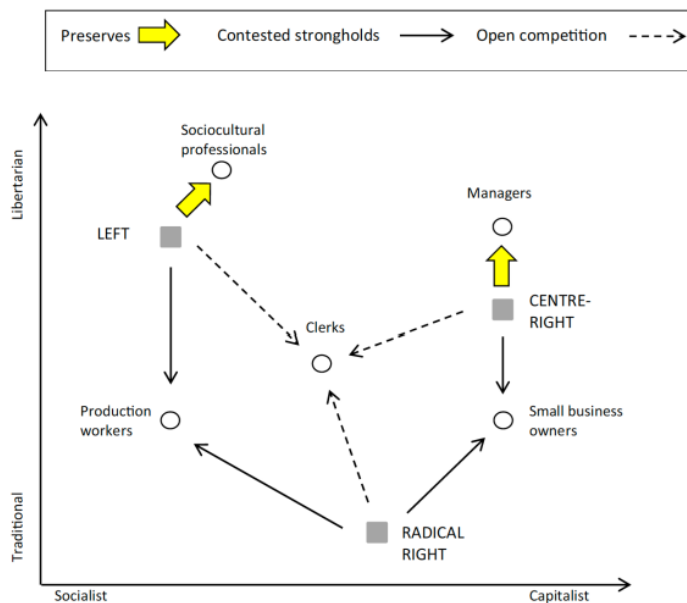 Preserves Contested strongholds Open competition
Libertarian
Sociocultural
professionals
Managers
LEFT
CENTRE-
RIGHT
Clerks
Production
workers
Small business
owners
Traditional
RADICAL
RIGHT
Socialist Capitalist